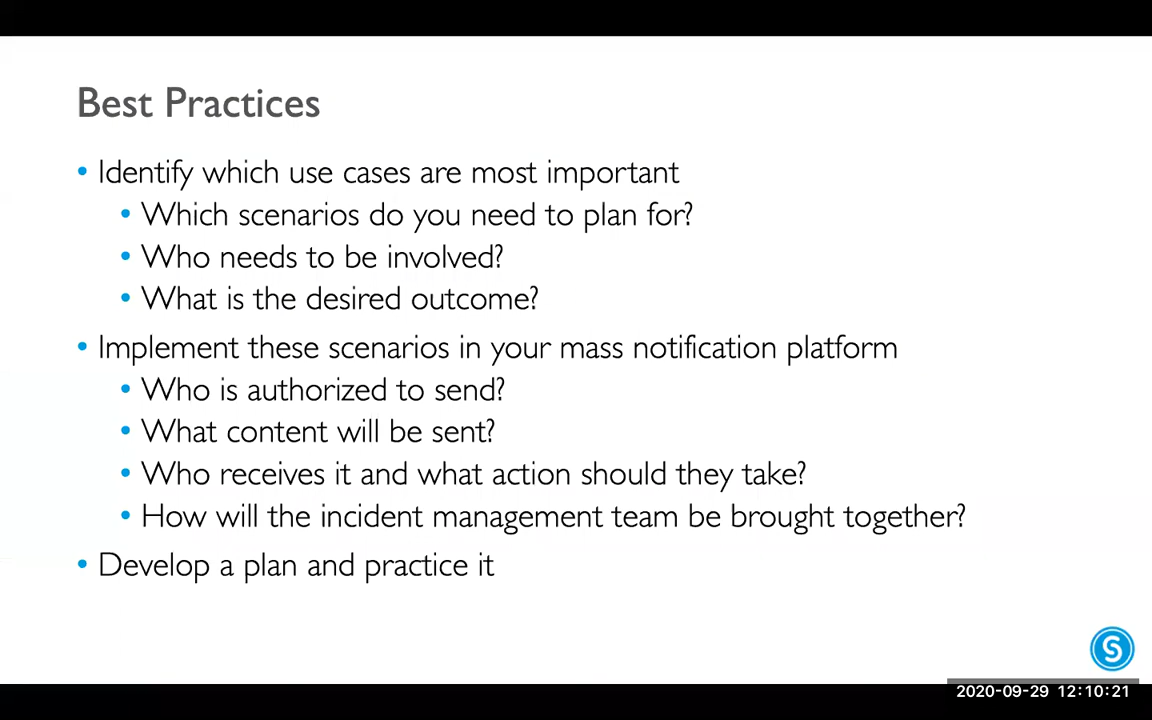 Best Practices
• Identify which use cases are most important
• Which scenarios do you need to plan for?
• Who needs to be involved?
• What is the desired outcome?
• Implement these scenarios in your mass notification platform
• Who is authorized to send?
• What content will be sent?
• Who receives it and what action should they take?
• How will the incident management team be brought together?
• Develop a plan and practice it
S
2020-09-29 12:10:21